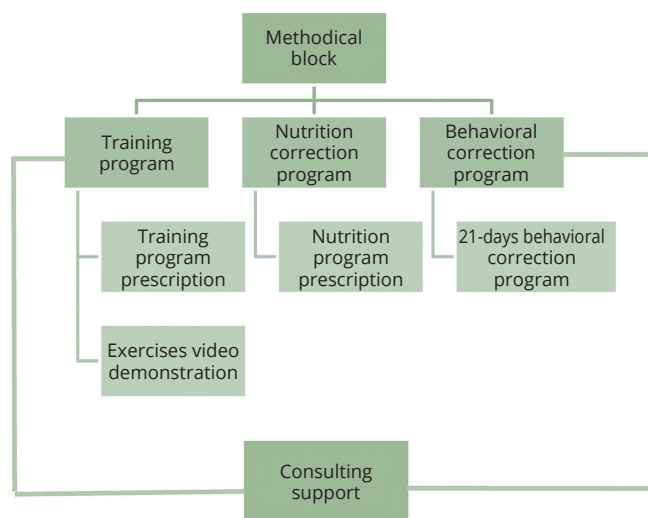 Methodical
block
Training
program
Nutrition
correction
program
Behavioral
correction
program
Training
program
prescription
Nutrition
program
prescription
21-days behavioral
correction
program
Exercises video
demonstration
Consulting
support